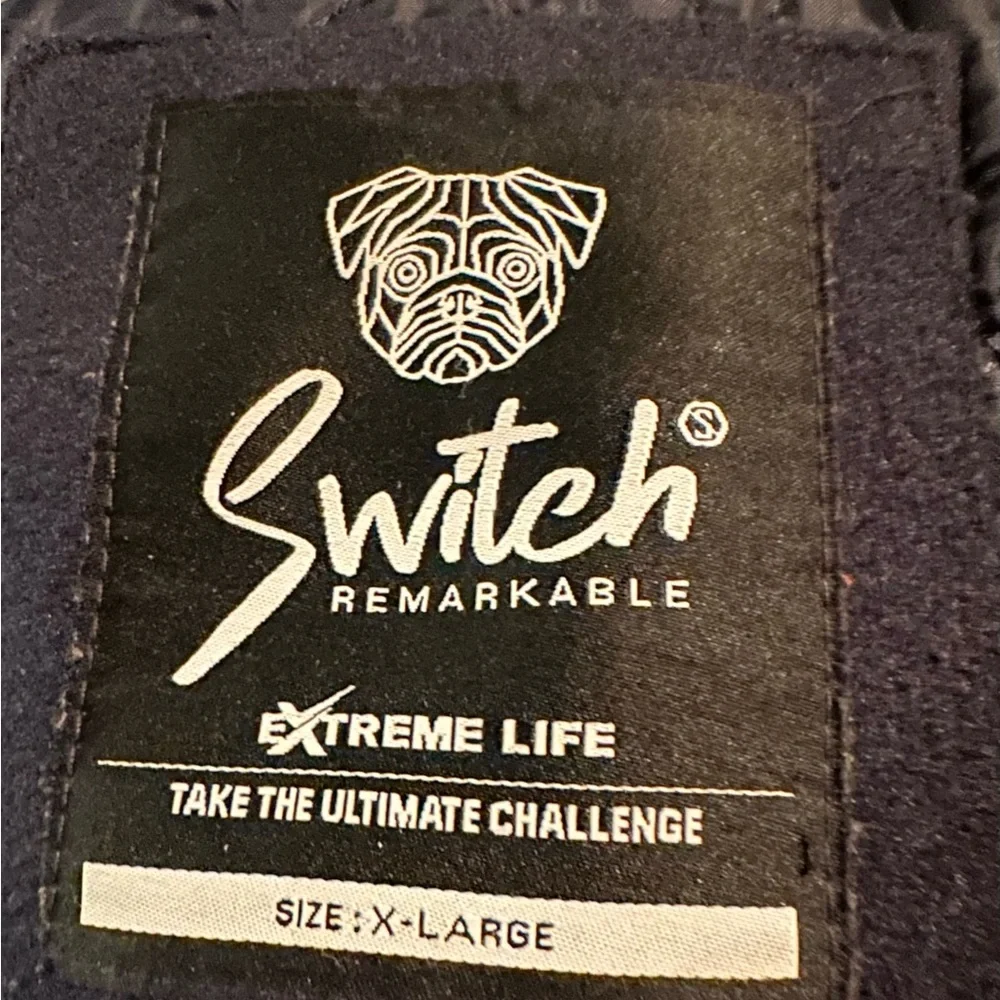 Switch Ⓢ
REMARKABLE
EXTREME LIFE
TAKE THE ULTIMATE CHALLENGE
SIZE : X-LARGE